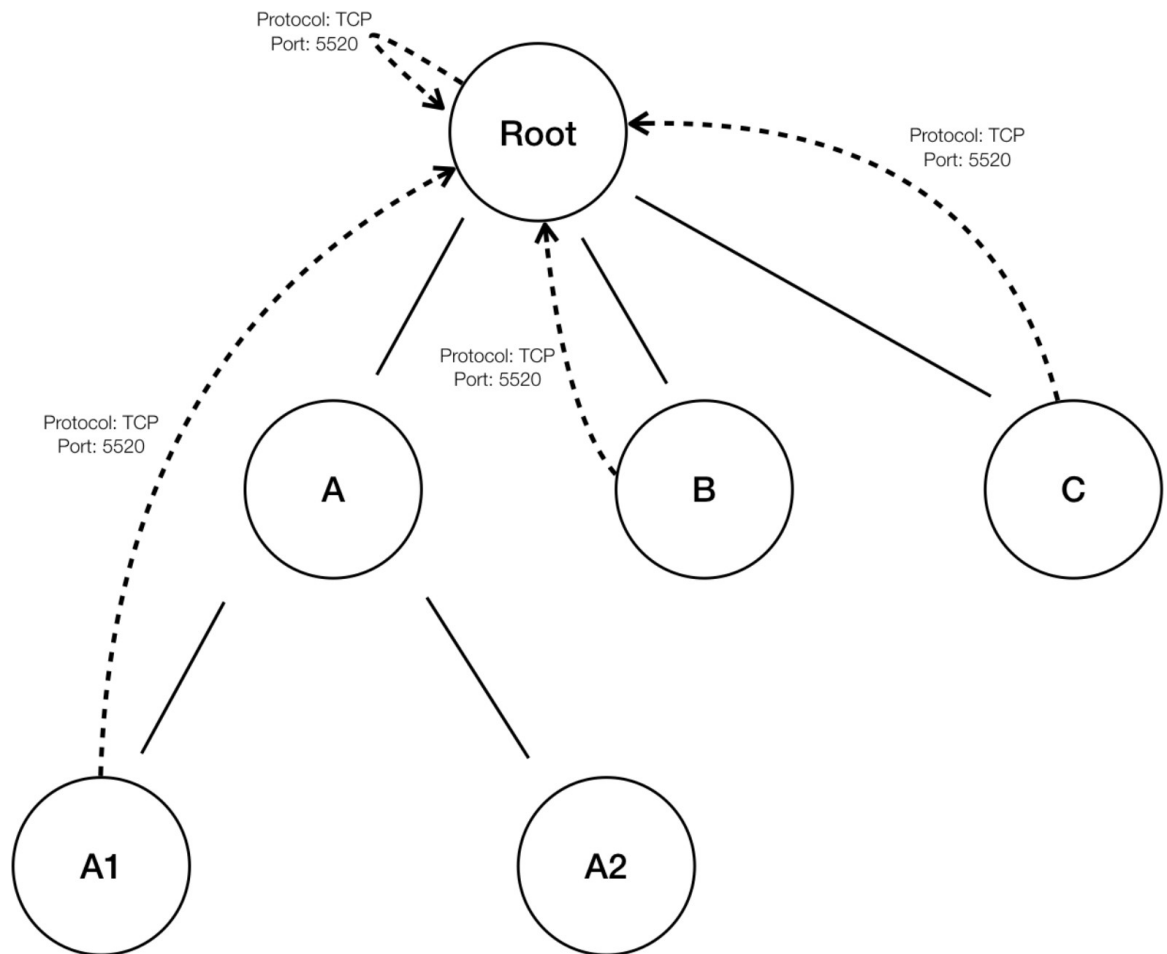 Protocol: TCP
Port: 5520
Root
Protocol: TCP
Port: 5520
Protocol: TCP
Port: 5520
Protocol: TCP
Port: 5520
A
B
C
A1
A2